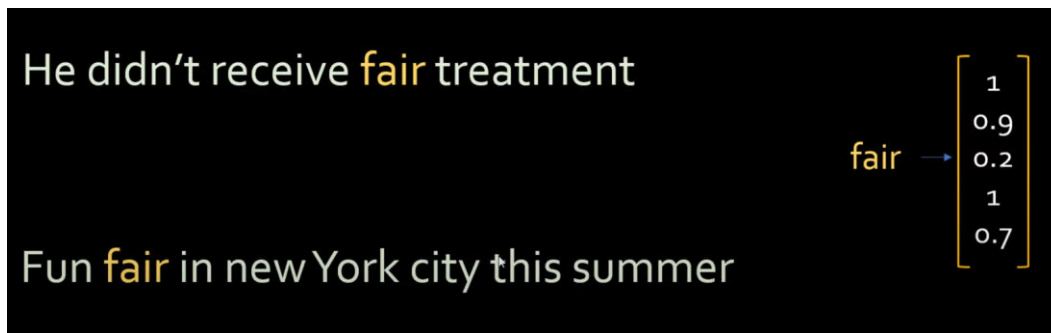 He didn't receive fair treatment
fair
1
0.9
0.2
1
0.7
Fun fair in new York city this summer